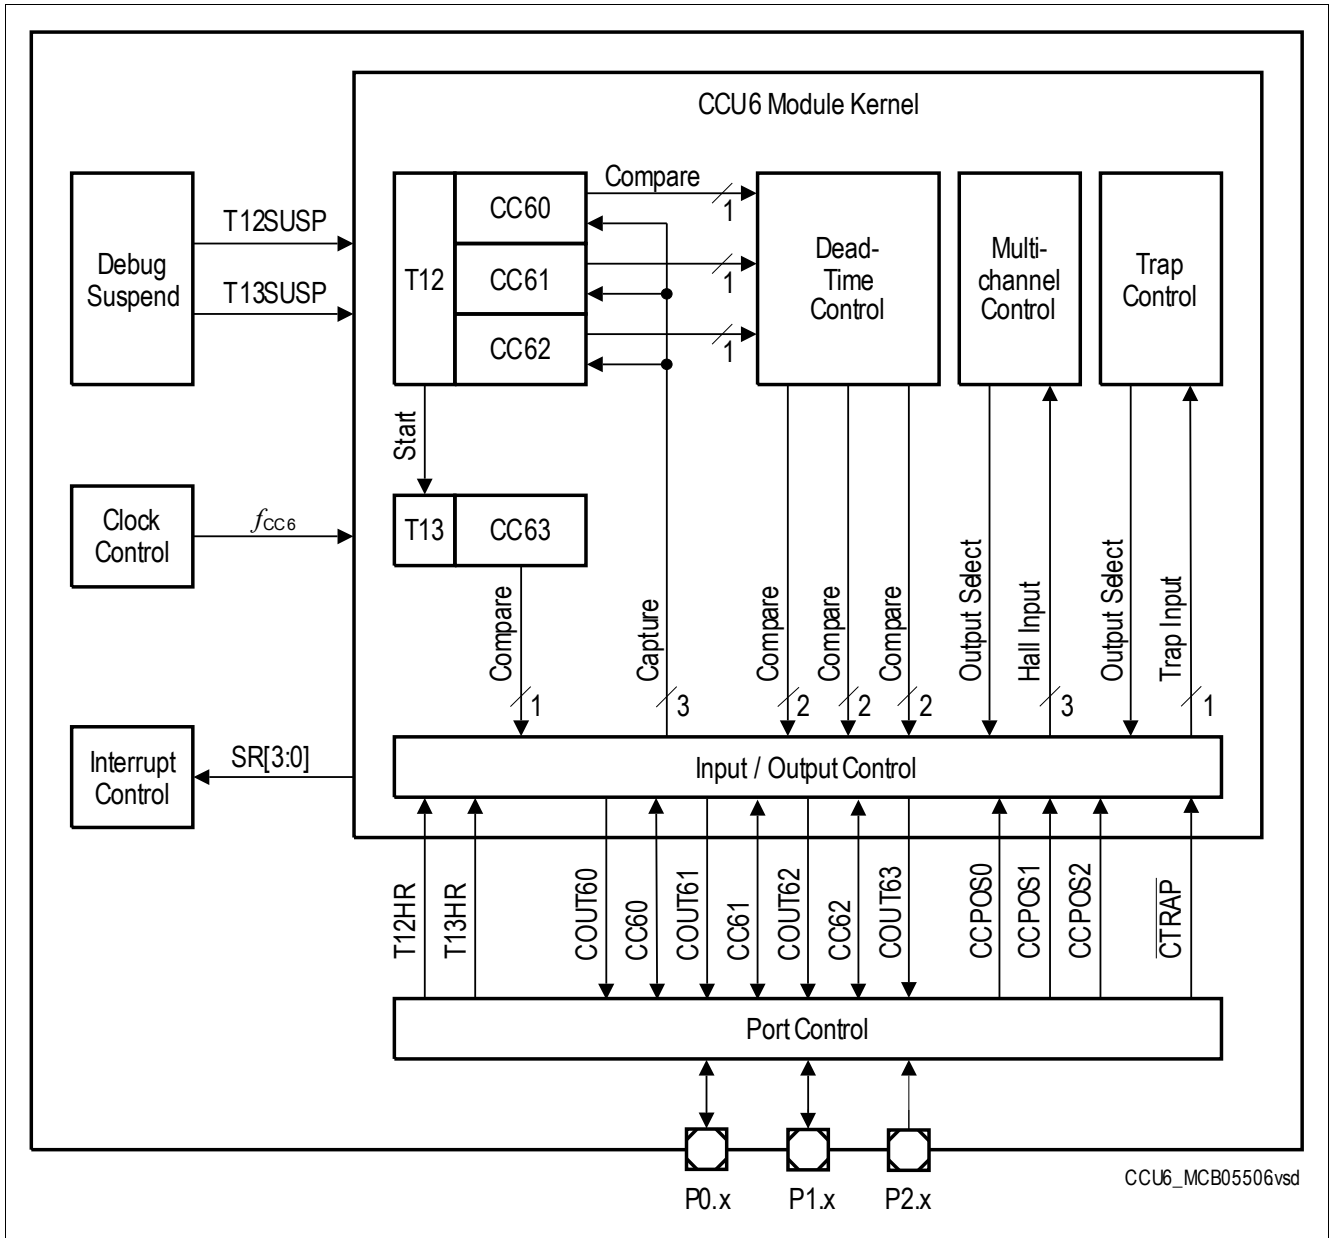 CCU6 Module Kernel
Debug
Suspend
T12SUSP
T13SUSP
T12
CC60
CC61
CC62
Compare
1
1
1
Dead-
Time
Control
Multi-
channel
Control
Trap
Control
Start
Clock
Control
fCC6
T13
CC63
Compare
1
Capture
3
Compare
2
Compare
2
Compare
2
Output Select
Hall Input
3
Output Select
Trap Input
1
Interrupt
Control
SR[3:0]
Input / Output Control
T12HR
T13HR
COUT60
CC60
COUT61
CC61
COUT62
CC62
COUT63
CCPOS0
CCPOS1
CCPOS2
CTRAP
Port Control
P0.x
P1.x
P2.x
CCU6_MCB05506.vsd